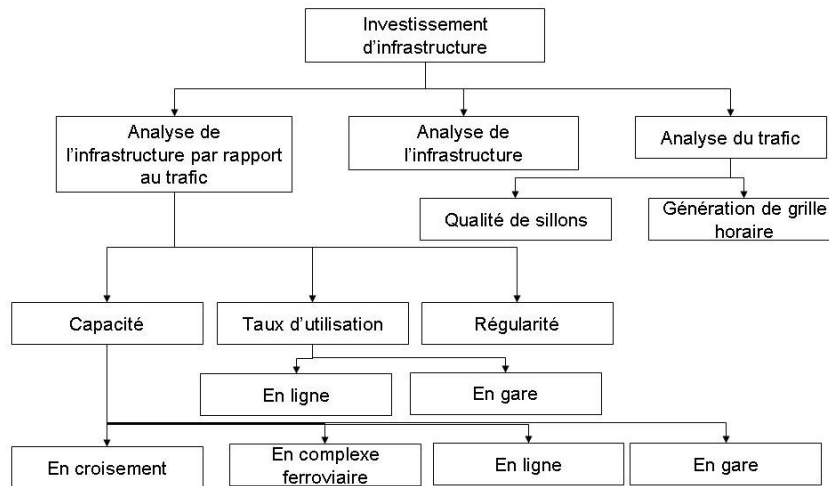 Investissement
d'infrastructure
Analyse de
l'infrastructure par rapport
au trafic
Analyse de
l'infrastructure
Analyse du trafic
Qualité de sillons
Génération de grille
horaire
Capacité
Taux d'utilisation
Régularité
En ligne
En gare
En croisement
En complexe
ferroviaire
En ligne
En gare